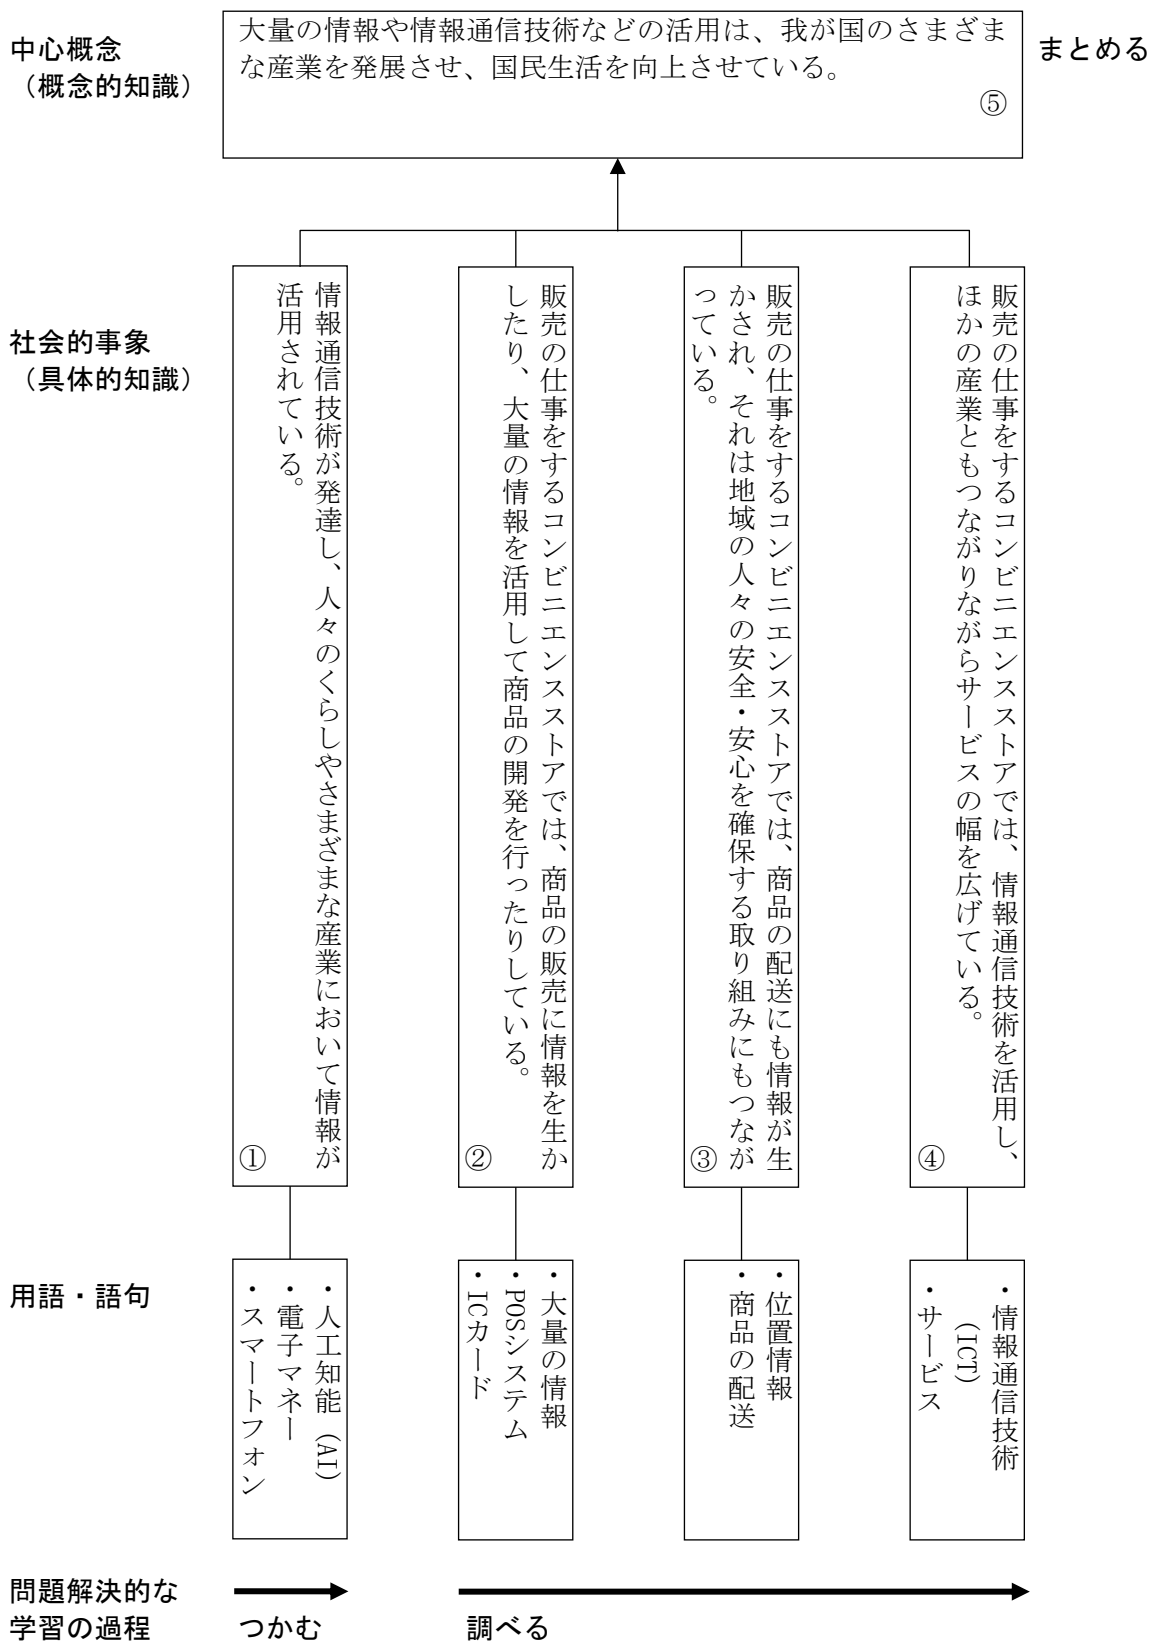 中心概念
（概念的知識）
大量の情報や情報通信技術などの活用は、我が国のさまざま
な産業を発展させ、国民生活を向上させている。
⑤
まとめる
社会的事象
（具体的知識）
情報通信技術が発達し、人々のくらしやさまざまな産業において情報が
活用されている。
①
販売の仕事をするコンビニエンスストアでは、商品の販売に情報を生か
したり、大量の情報を活用して商品の開発を行ったりしている。
②
販売の仕事をするコンビニエンスストアでは、商品の配送にも情報が生
かされ、それは地域の人々の安全・安心を確保する取り組みにもつなが
っている。
③
販売の仕事をするコンビニエンスストアでは、情報通信技術を活用し、
ほかの産業ともつながりながらサービスの幅を広げている。
④
用語・語句
・人工知能（AI）
・電子マネー
・スマートフォン
・大量の情報
・POSシステム
・ICカード
・位置情報
・商品の配送
・情報通信技術
（ICT）
・サービス
問題解決的な
学習の過程
つかむ
調べる